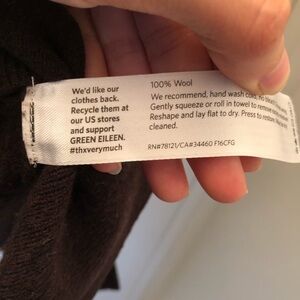 We'd like our
clothes back.
Recycle them at
our US stores
and support
GREEN EILEEN.
#thxverymuch
100% Wool
We recommend, hand wash cold, no
Gently squeeze or roll in towel to remove
Reshape and lay flat to dry. Press to
cleaned.
RN#78121/CA#34460 F16CFG